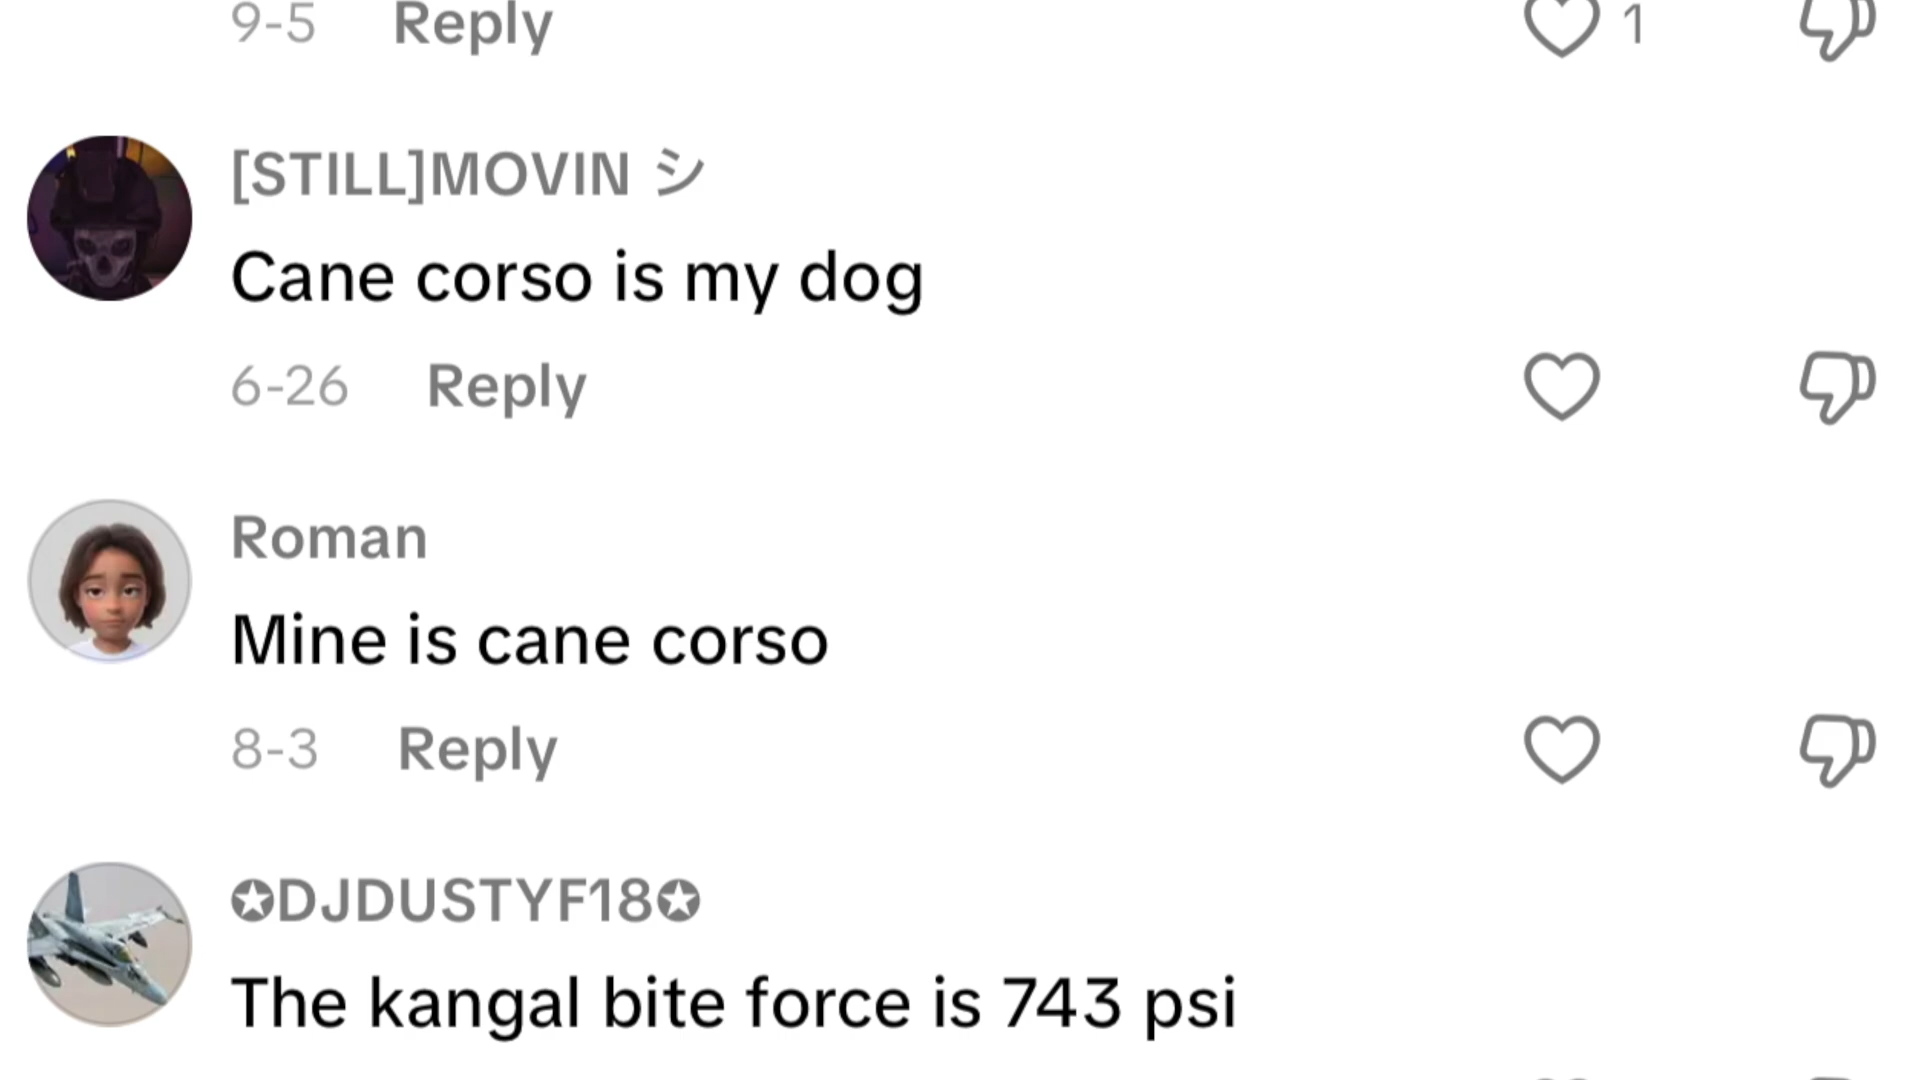 9-5 Reply 1
[STILL]MOVIN シ
Cane corso is my dog
6-26 Reply
Roman
Mine is cane corso
8-3 Reply
✪DJDUSTYF18✪
The kangal bite force is 743 psi